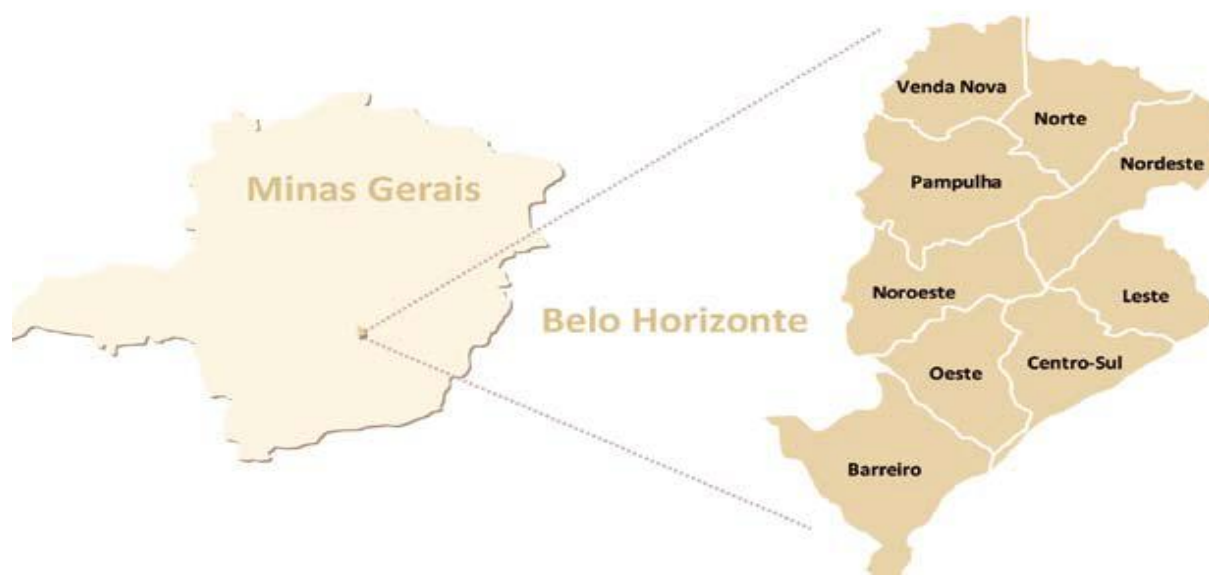 Minas Gerais
Belo Horizonte
Venda Nova
Norte
Nordeste
Pampulha
Noroeste
Leste
Oeste
Centro-Sul
Barreiro